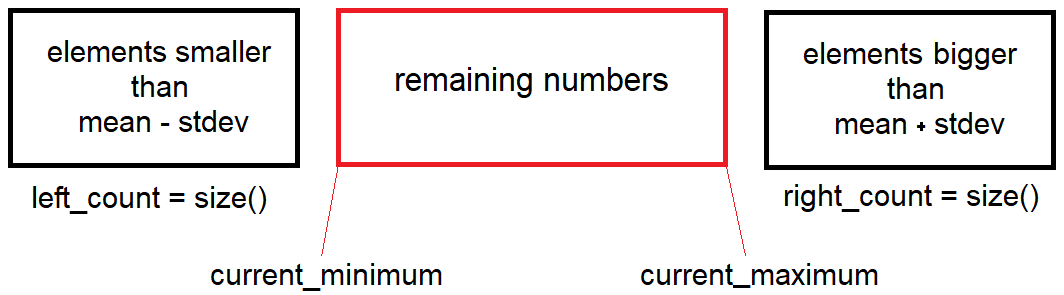 elements smaller
than
mean - stdev
remaining numbers
elements bigger
than
mean + stdev
left_count = size()
right_count = size()
current_minimum
current_maximum